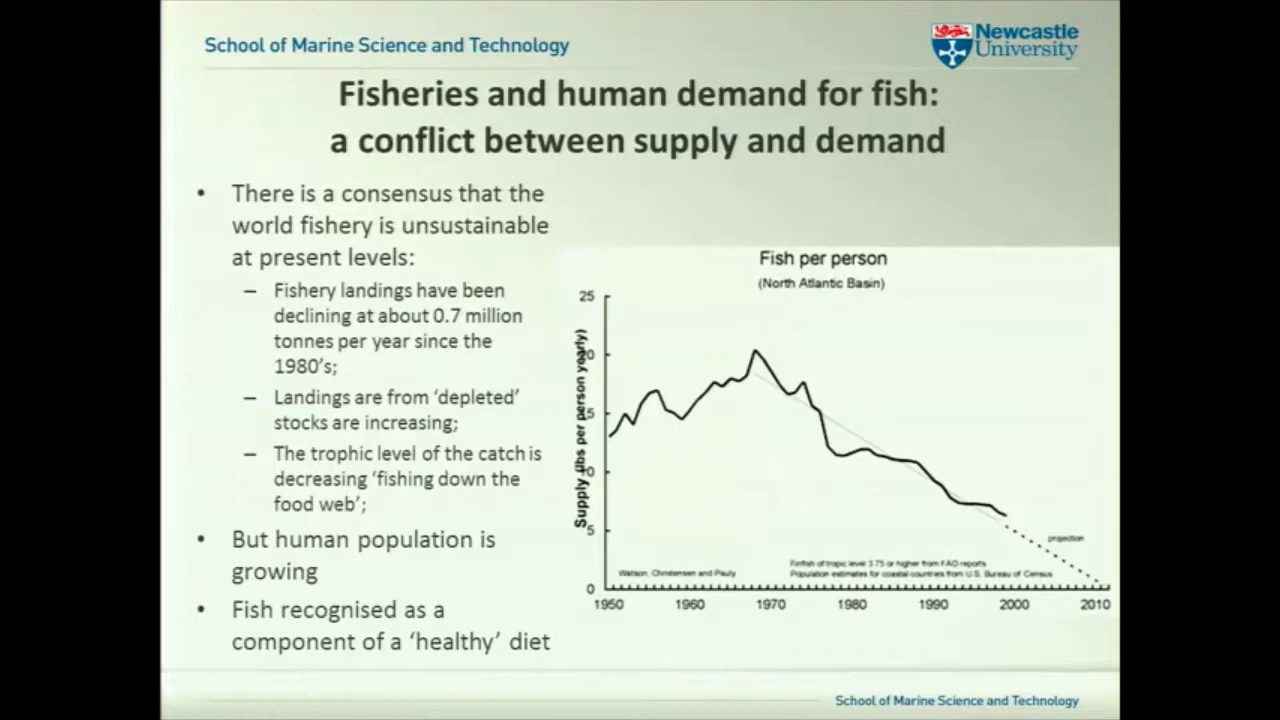 School of Marine Science and Technology
Newcastle
University
Fisheries and human demand for fish:
a conflict between supply and demand
• There is a consensus that the
world fishery is unsustainable
at present levels:
– Fishery landings have been
declining at about 0.7 million
tonnes per year since the
1980's;
– Landings are from 'depleted'
stocks are increasing;
– The trophic level of the catch is
decreasing 'fishing down the
food web';
• But human population is
growing
• Fish recognised as a
component of a 'healthy' diet
Fish per person
(North Atlantic Basin)
Supply (lbs per person yearly)
25
20
15
10
5
0
projection
Watson, Christensen and Pauly
Finfish of tropic level 3.75 or higher from FAO reports
Population estimates for coastal countries from U.S. Bureau of Census
1950 1960 1970 1980 1990 2000 2010
School of Marine Science and Technology